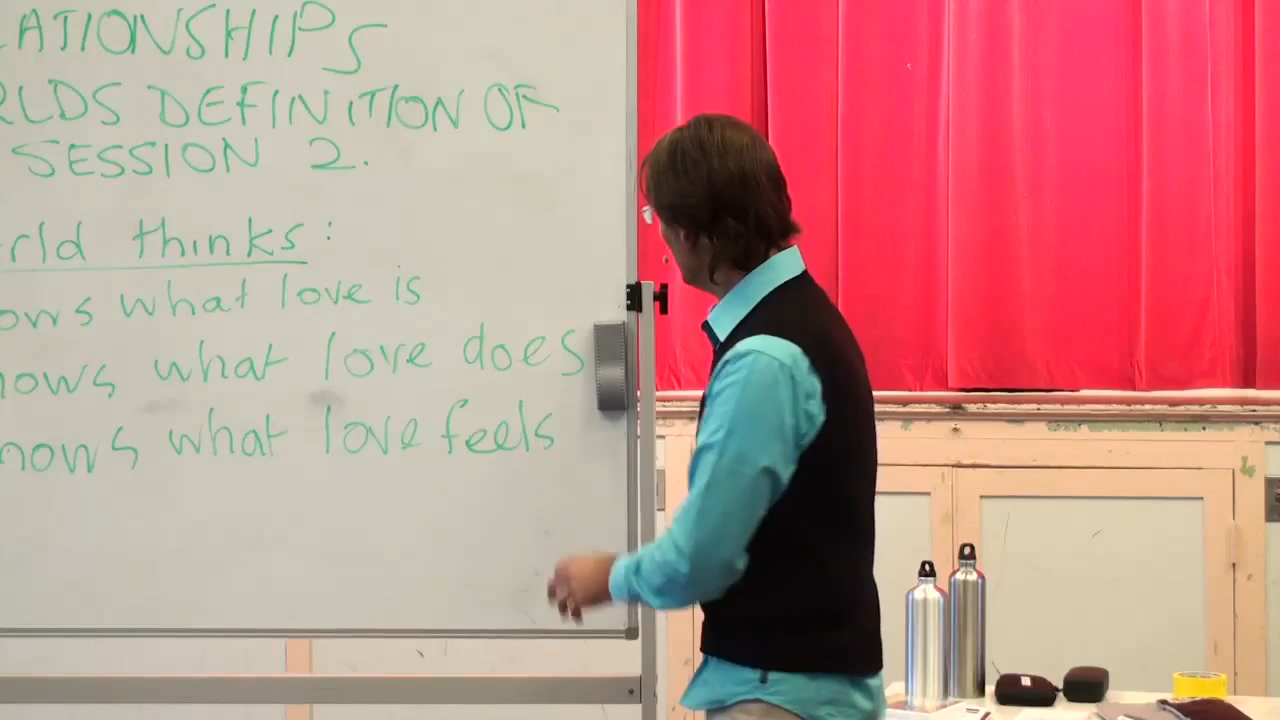 LATIONSHIPS
RLDS DEFINITION OF
SESSION 2.
rld thinks:
ows what love is
nows what love does
nows what love feels